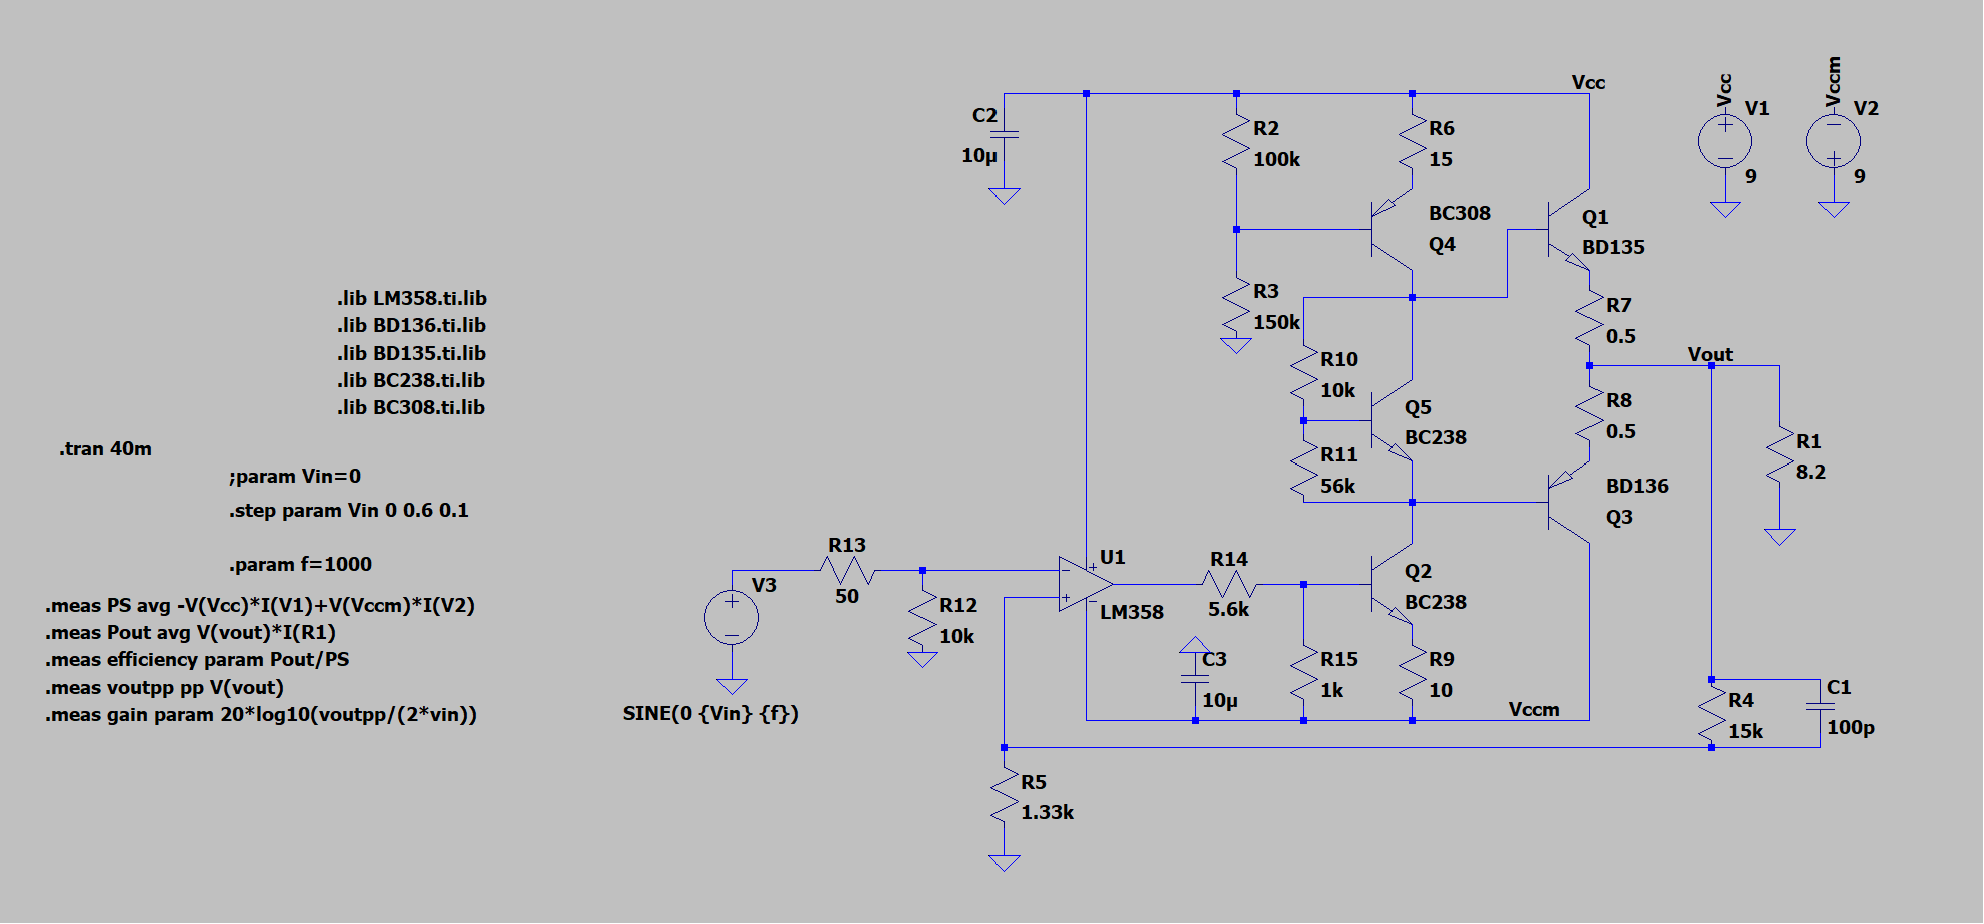 Vcc
Vcc
V1
9
Vccm
V2
9
C2
10µ
R2
100k
R6
15
BC308
Q4
Q1
BD135
R3
150k
R7
0.5
Vout
R10
10k
Q5
BC238
R8
0.5
R11
56k
BD136
Q3
R1
8.2
.lib LM358.ti.lib
.lib BD136.ti.lib
.lib BD135.ti.lib
.lib BC238.ti.lib
.lib BC308.ti.lib
.tran 40m
;param Vin=0
.step param Vin 0 0.6 0.1
.param f=1000
.meas PS avg -V(Vcc)*I(V1)+V(Vccm)*I(V2)
.meas Pout avg V(vout)*I(R1)
.meas efficiency param Pout/PS
.meas voutpp pp V(vout)
.meas gain param 20*log10(voutpp/(2*vin))
V3
SINE(0 {Vin} {f})
R13
50
R12
10k
U1
LM358
R14
5.6k
Q2
BC238
C3
10µ
R15
1k
R9
10
Vccm
R4
15k
C1
100p
R5
1.33k